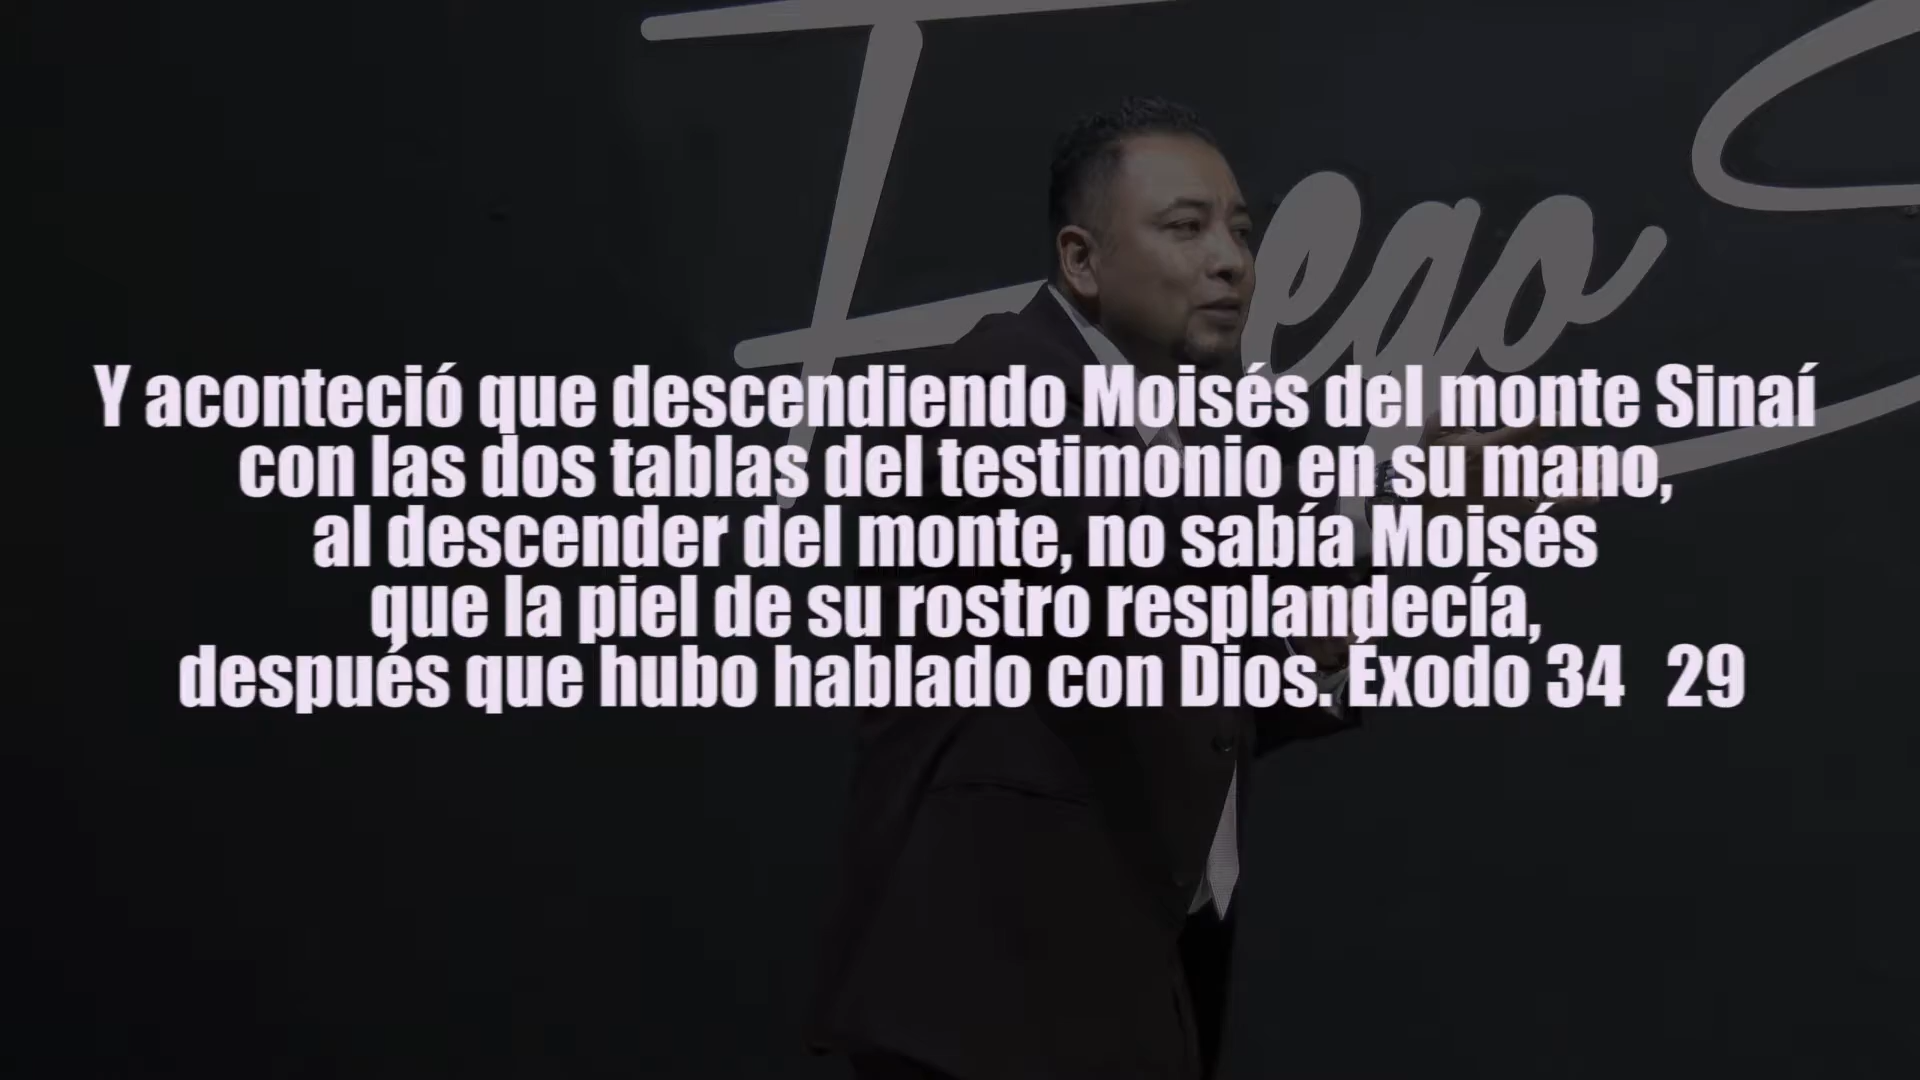 Fuego S
Y aconteció que descendiendo Moisés del monte Sinaí
con las dos tablas del testimonio en su mano,
al descender del monte, no sabía Moisés
que la piel de su rostro resplandecía,
después que hubo hablado con Dios. Éxodo 34   29